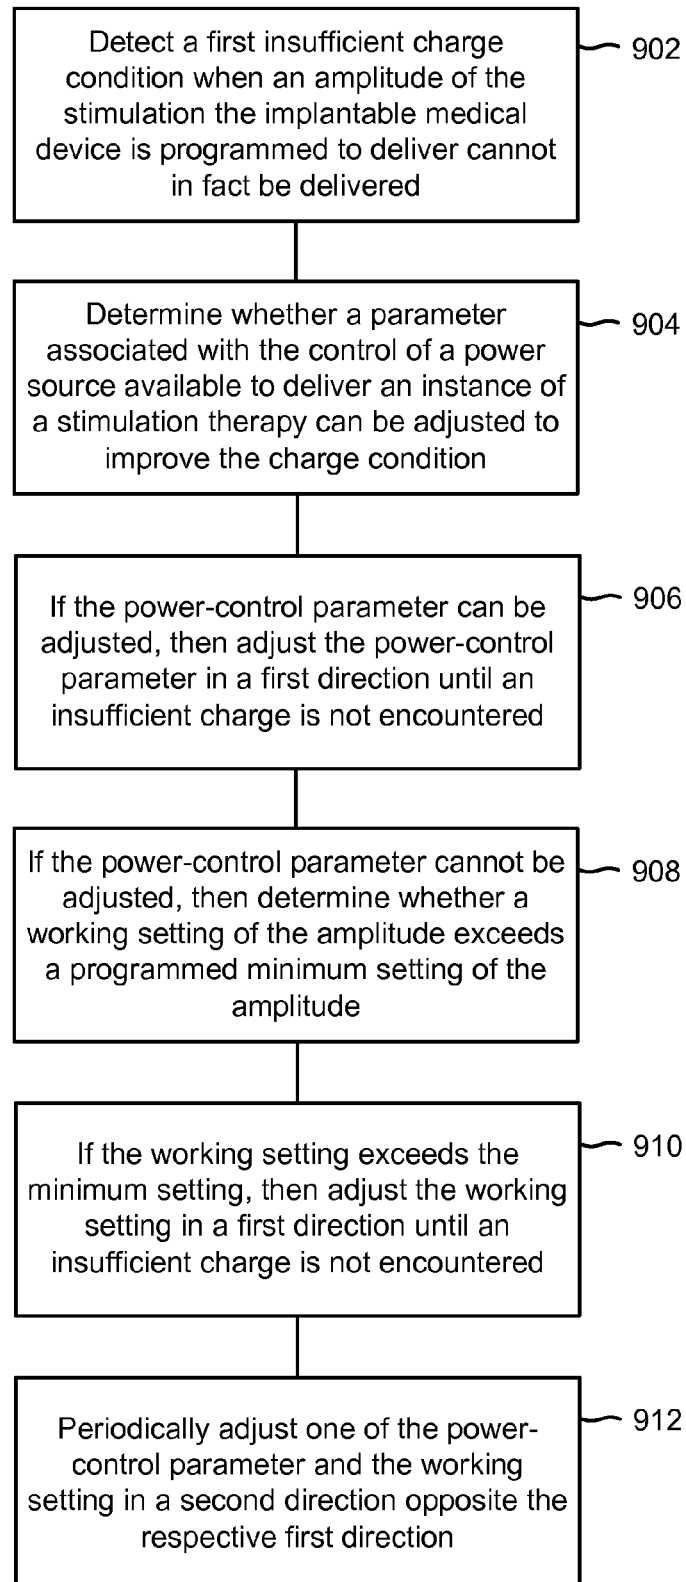 Detect a first insufficient charge
condition when an amplitude of the
stimulation the implantable medical
device is programmed to deliver cannot
in fact be delivered
902
Determine whether a parameter
associated with the control of a power
source available to deliver an instance of
a stimulation therapy can be adjusted to
improve the charge condition
904
If the power-control parameter can be
adjusted, then adjust the power-control
parameter in a first direction until an
insufficient charge is not encountered
906
If the power-control parameter cannot be
adjusted, then determine whether a
working setting of the amplitude exceeds
a programmed minimum setting of the
amplitude
908
If the working setting exceeds the
minimum setting, then adjust the working
setting in a first direction until an
insufficient charge is not encountered
910
Periodically adjust one of the power-
control parameter and the working
setting in a second direction opposite the
respective first direction
912